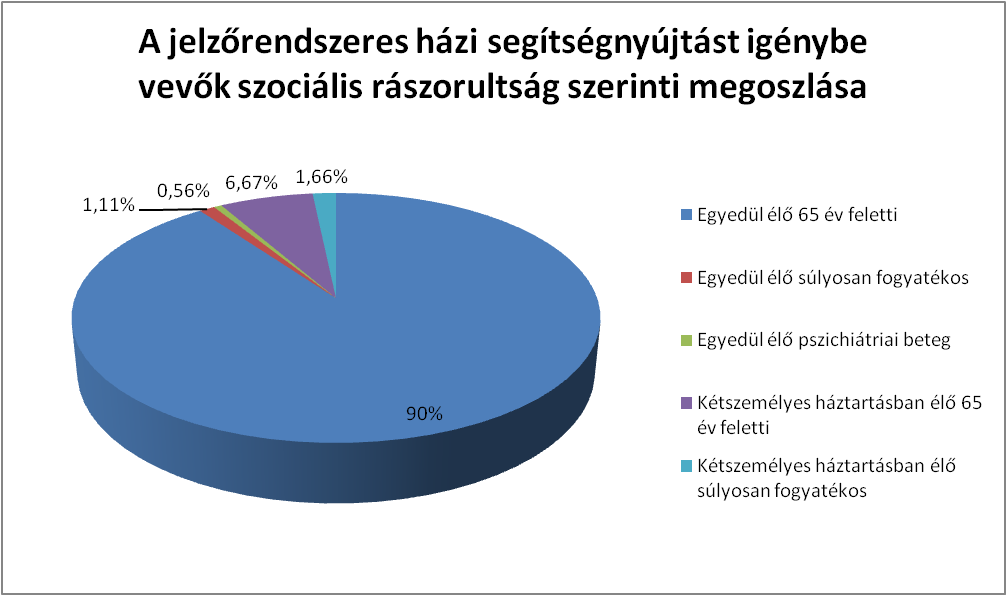 A jelzőrendszeres házi segítségnyújtást igénybe
vevők szociális rászorultság szerinti megoszlása
1,11%
0,56%
6,67%
1,66%
90%
Egyedül élő 65 év feletti
Egyedül élő súlyosan fogyatékos
Egyedül élő pszichiátriai beteg
Kétszemélyes háztartásban élő 65
év feletti
Kétszemélyes háztartásban élő
súlyosan fogyatékos